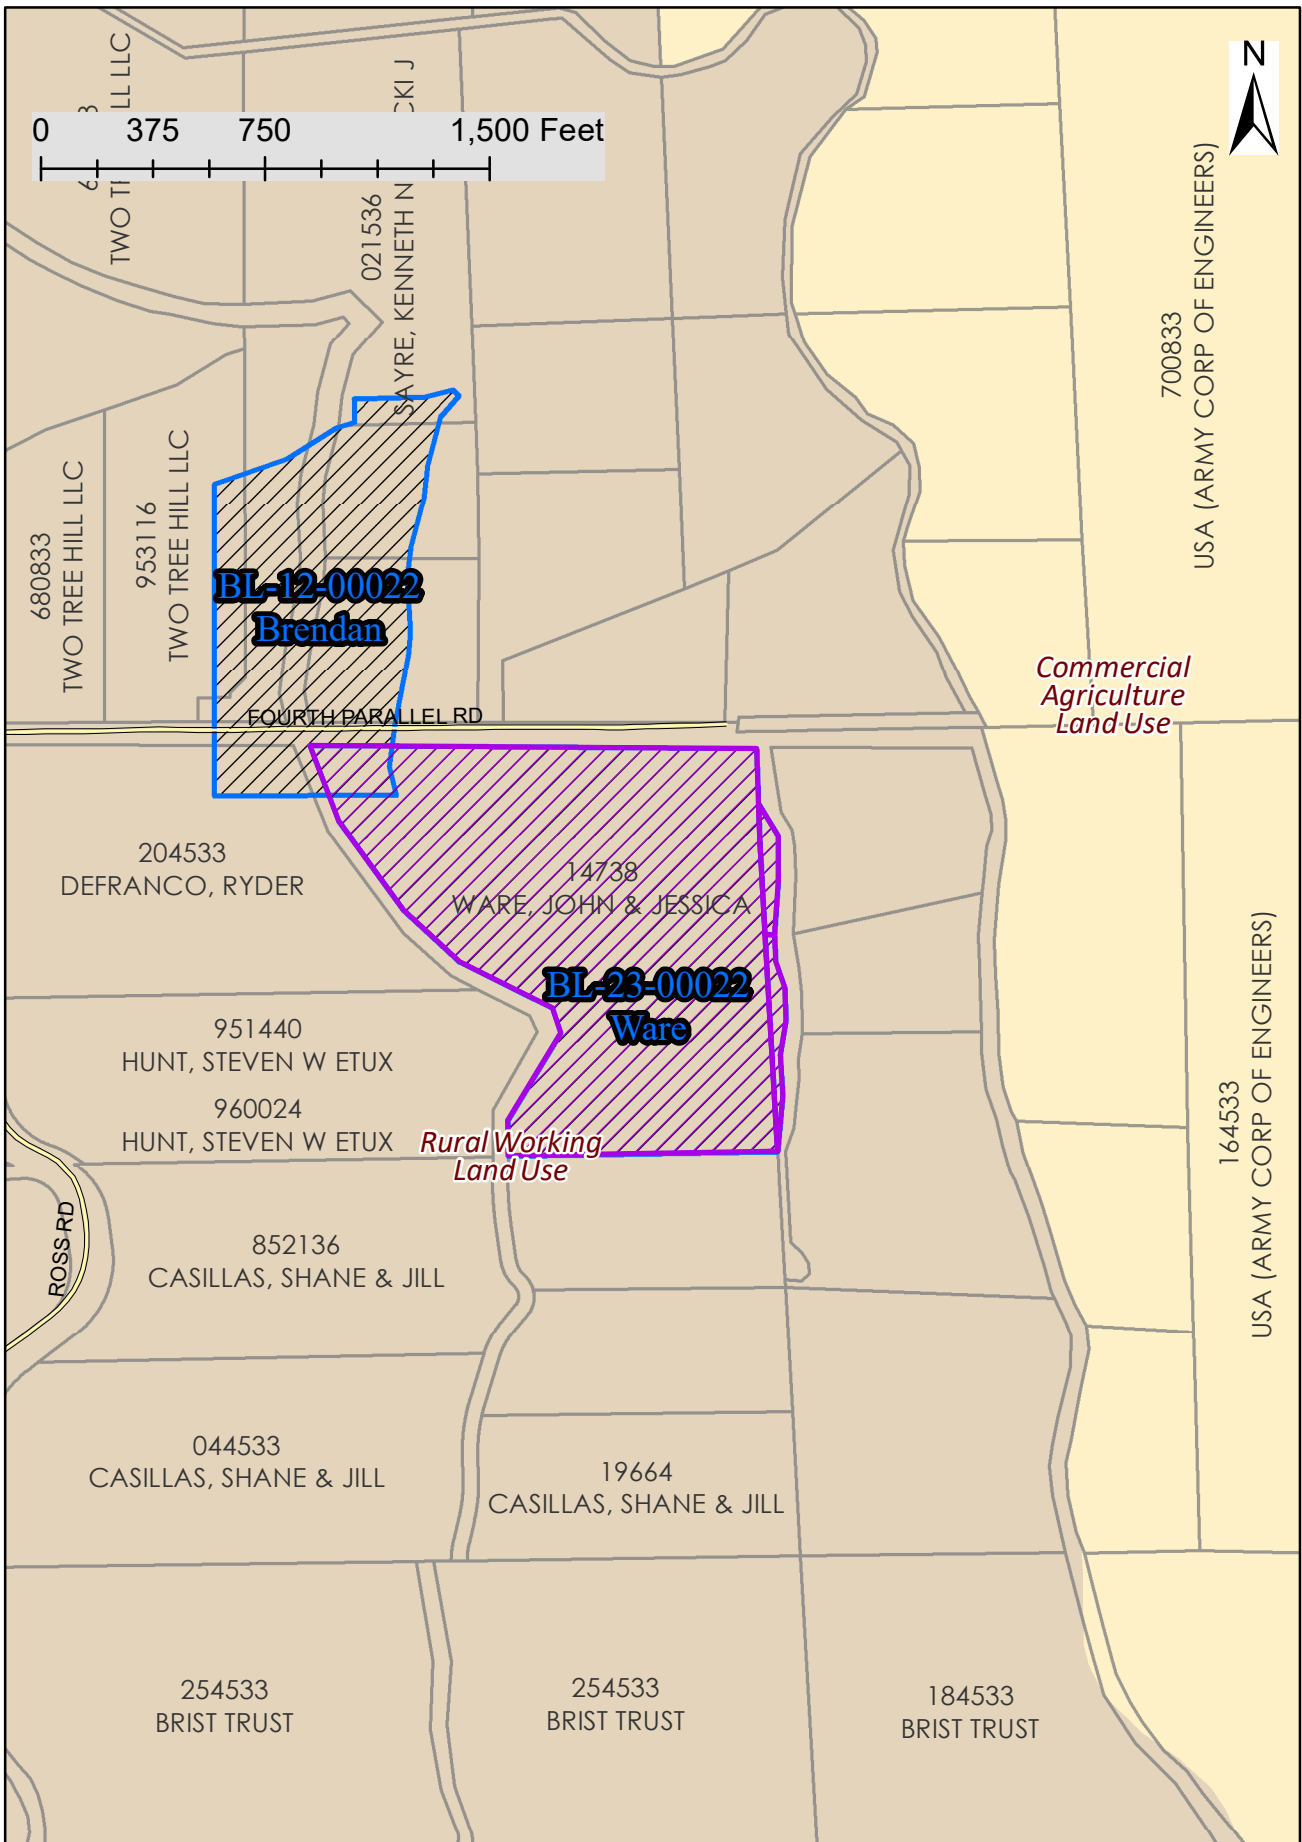 N
0 375 750 1,500 Feet
TWO
LL LLC
021536
SAYRE, KENNETH N
CKI J
700833
USA (ARMY CORP OF ENGINEERS)
680833
TWO TREE HILL LLC
953116
TWO TREE HILL LLC
BL-12-00022
Brendan
Commercial
Agriculture
Land Use
FOURTH PARALLEL RD
204533
DEFRANCO, RYDER
14738
WARE, JOHN & JESSICA
BL-23-00022
Ware
951440
HUNT, STEVEN W ETUX
960024
HUNT, STEVEN W ETUX
Rural Working
Land Use
164533
USA (ARMY CORP OF ENGINEERS)
ROSS RD
852136
CASILLAS, SHANE & JILL
044533
CASILLAS, SHANE & JILL
19664
CASILLAS, SHANE & JILL
254533
BRIST TRUST
254533
BRIST TRUST
184533
BRIST TRUST